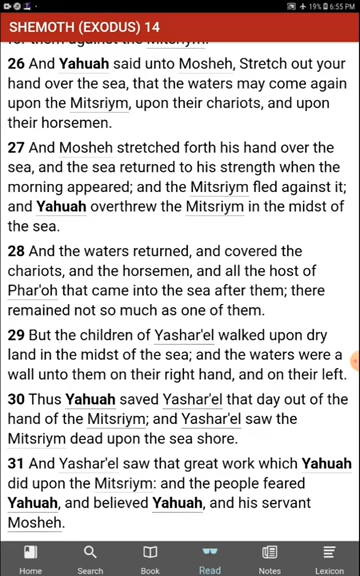 19% 6:55 PM
SHEMOTH (EXODUS) 14
for them against the Mitsriym.
26 And Yahuah said unto Mosheh, Stretch out your
hand over the sea, that the waters may come again
upon the Mitsriym, upon their chariots, and upon
their horsemen.
27 And Mosheh stretched forth his hand over the
sea, and the sea returned to his strength when the
morning appeared; and the Mitsriym fled against it;
and Yahuah overthrew the Mitsriym in the midst of
the sea.
28 And the waters returned, and covered the
chariots, and the horsemen, and all the host of
Phar'oh that came into the sea after them; there
remained not so much as one of them.
29 But the children of Yashar'el walked upon dry
land in the midst of the sea; and the waters were a
wall unto them on their right hand, and on their left.
30 Thus Yahuah saved Yashar'el that day out of the
hand of the Mitsriym; and Yashar'el saw the
Mitsriym dead upon the sea shore.
31 And Yashar'el saw that great work which Yahuah
did upon the Mitsriym: and the people feared
Yahuah, and believed Yahuah, and his servant
Mosheh.
Home Search Book Read Notes Lexicon